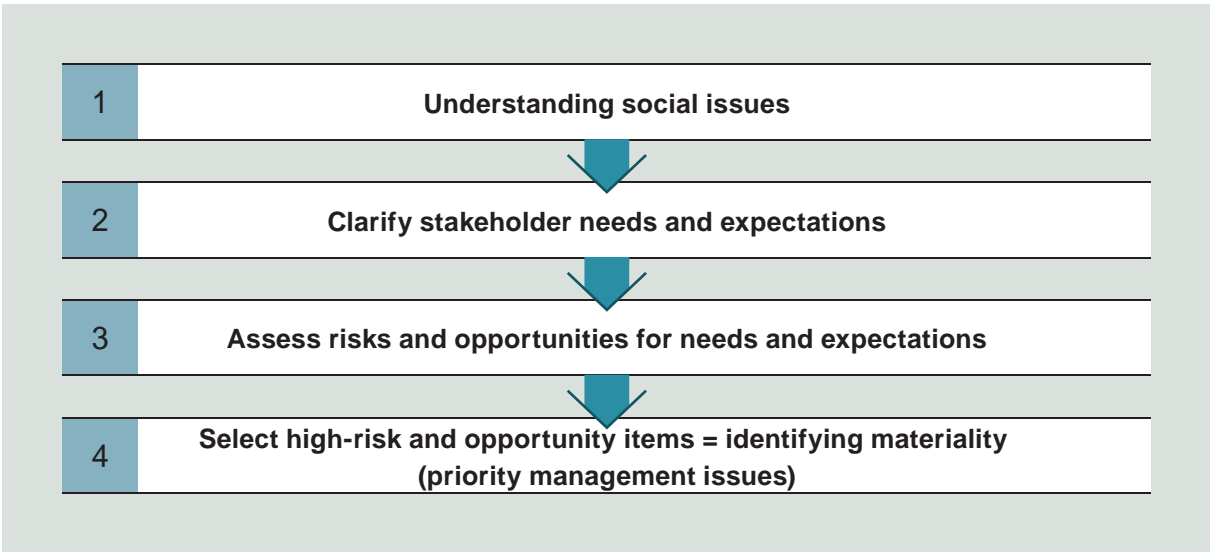 1 Understanding social issues
2 Clarify stakeholder needs and expectations
3 Assess risks and opportunities for needs and expectations
4 Select high-risk and opportunity items = identifying materiality
(priority management issues)